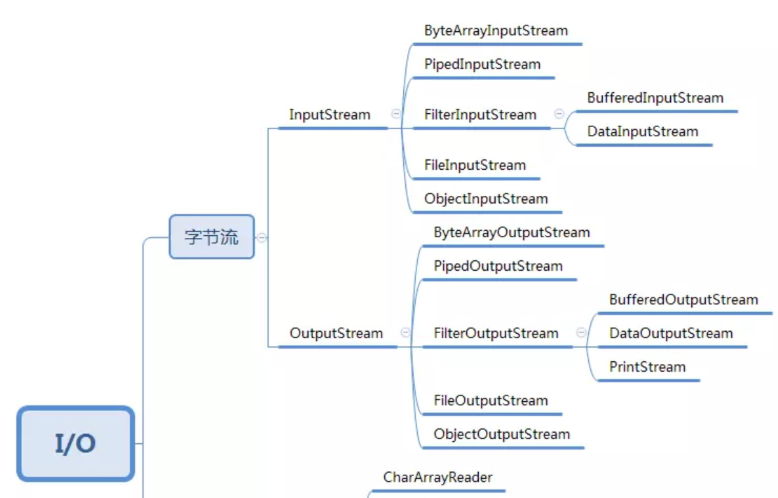 I/O
字节流
InputStream
ByteArrayInputStream
PipedInputStream
FilterInputStream
BufferedInputStream
DataInputStream
FileInputStream
ObjectInputStream
OutputStream
ByteArrayOutputStream
PipedOutputStream
FilterOutputStream
BufferedOutputStream
DataOutputStream
PrintStream
FileOutputStream
ObjectOutputStream
CharArrayReader